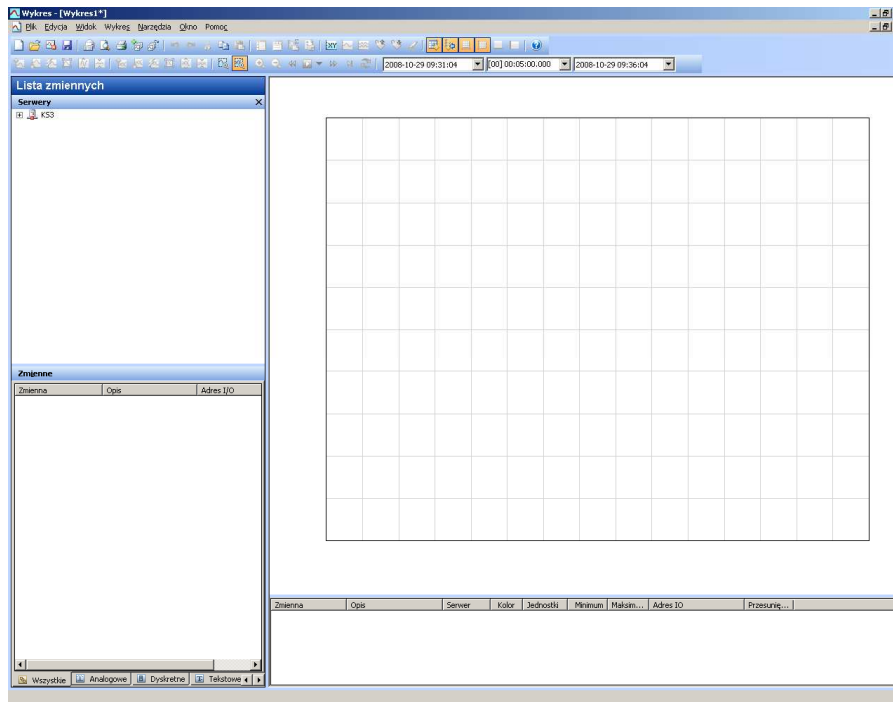 Wykres - [Wykres1*]
Plik Edycja Widok Wykres Narzędzia Okno Pomoc
XY
2008-10-29 09:31:04 [00] 00:05:00.000 2008-10-29 09:36:04
Lista zmiennych
Serwery
KS3
Zmienne
Zmienna Opis Adres I/O
Wszystkie Analogowe Dyskretne Tekstowe
Zmienna Opis Serwer Kolor Jednostki Minimum Maksim... Adres IO Przesunię...